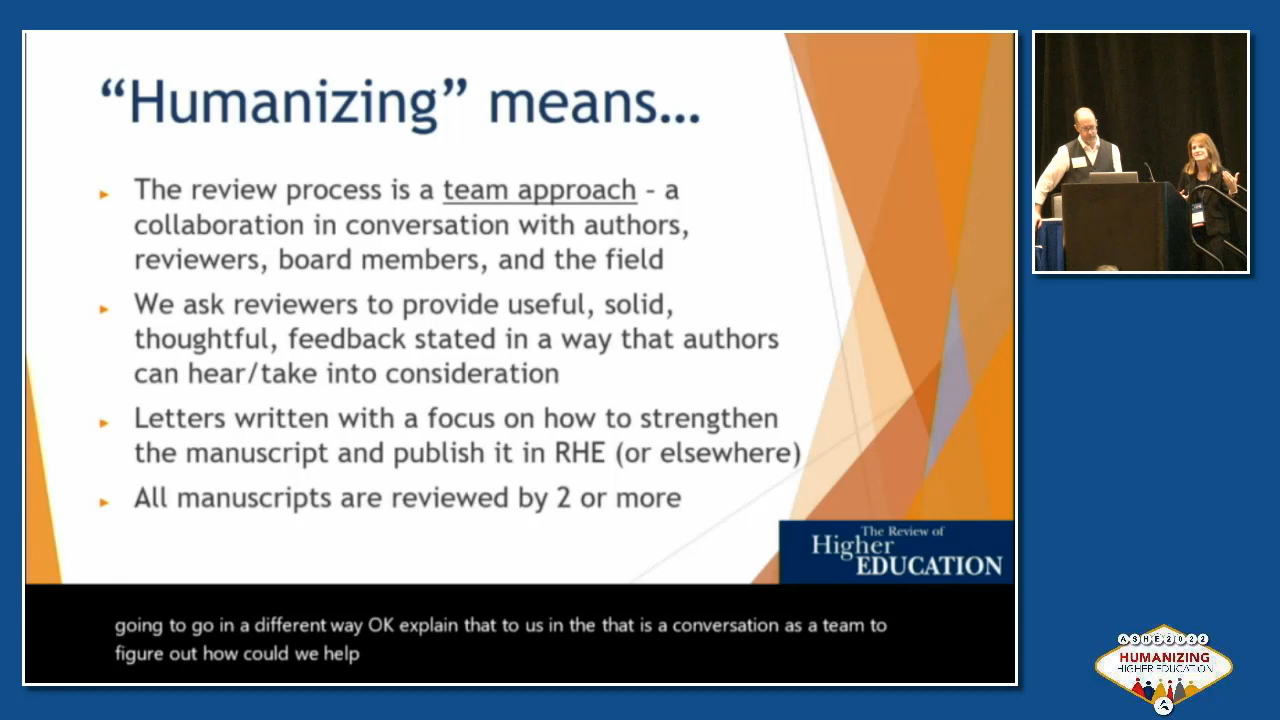 “Humanizing” means...
▸ The review process is a team approach – a
collaboration in conversation with authors,
reviewers, board members, and the field
▸ We ask reviewers to provide useful, solid,
thoughtful, feedback stated in a way that authors
can hear/take into consideration
▸ Letters written with a focus on how to strengthen
the manuscript and publish it in RHE (or elsewhere)
▸ All manuscripts are reviewed by 2 or more
The Review of
Higher
EDUCATION
going to go in a different way OK explain that to us in the that is a conversation as a team to
figure out how could we help
ASHE2022
HUMANIZING
HIGHER EDUCATION
A